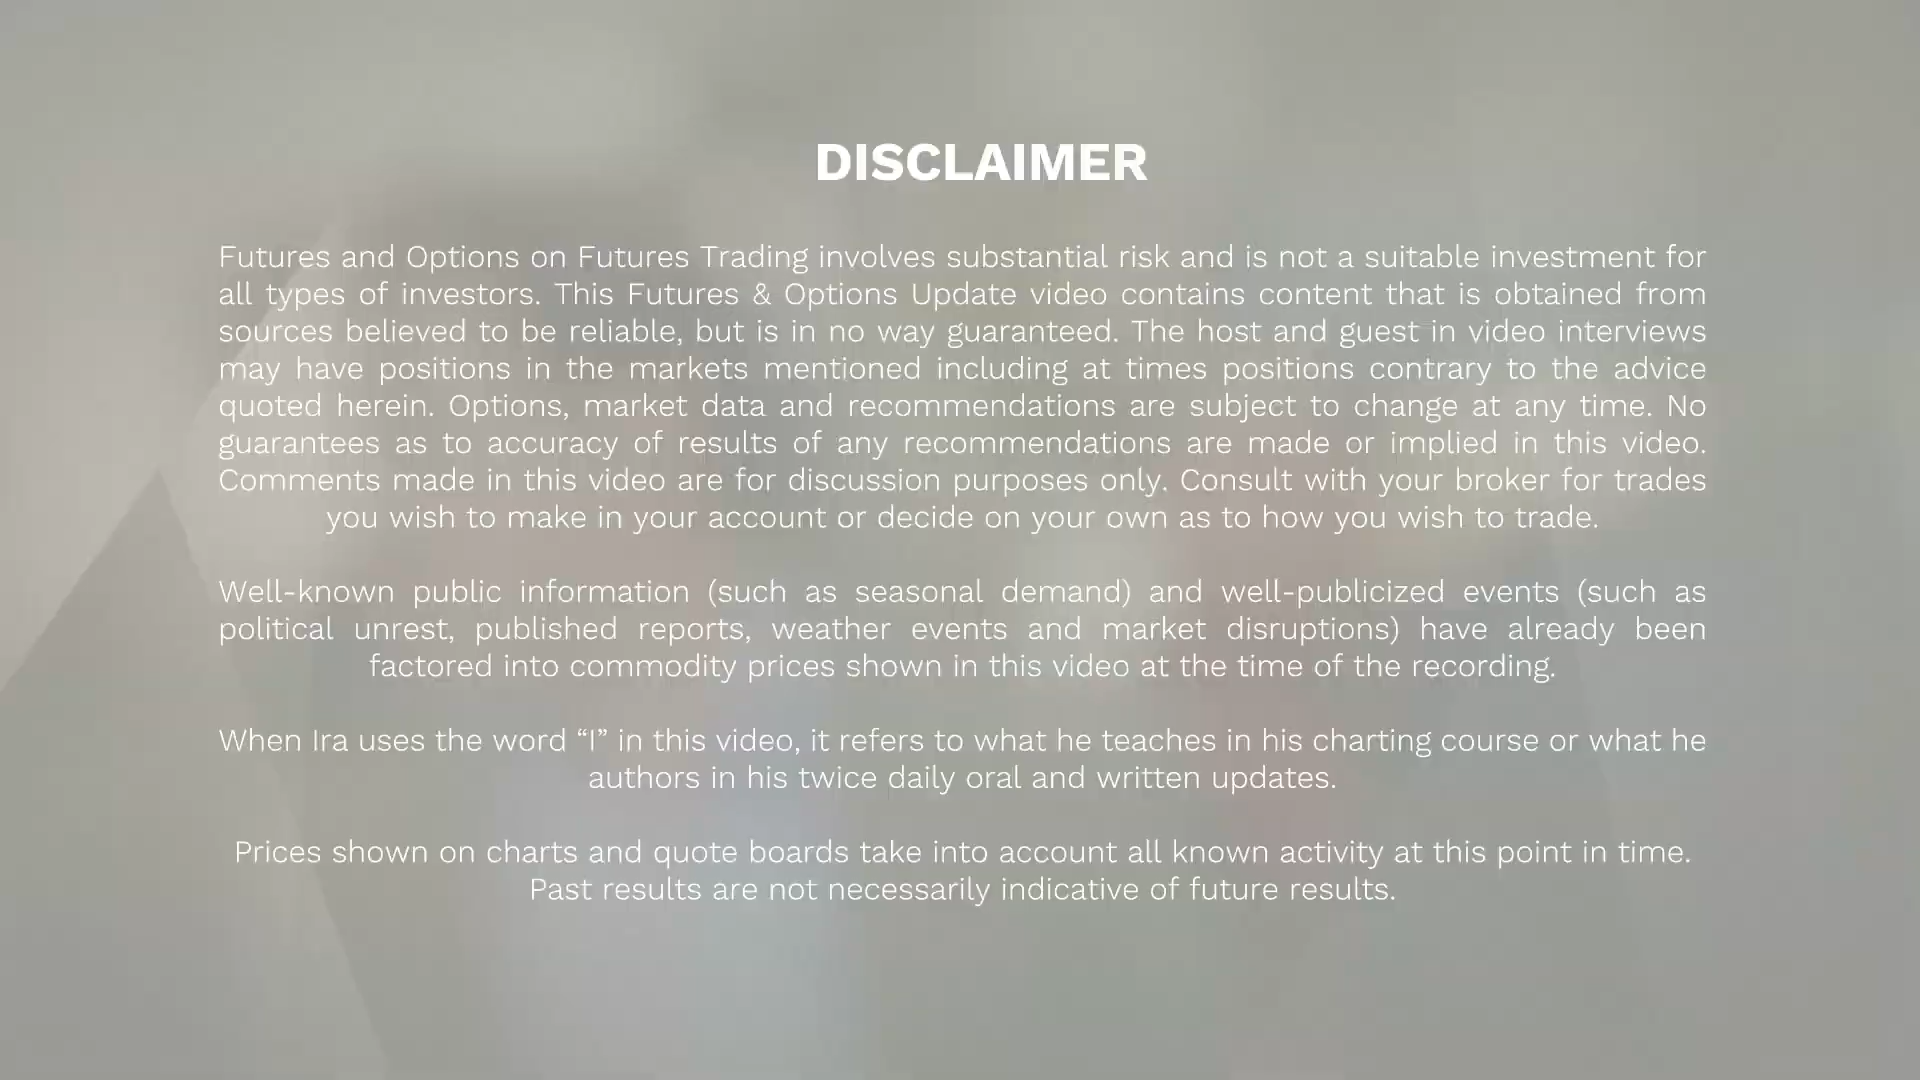 DISCLAIMER
Futures and Options on Futures Trading involves substantial risk and is not a suitable investment for
all types of investors. This Futures & Options Update video contains content that is obtained from
sources believed to be reliable, but is in no way guaranteed. The host and guest in video interviews
may have positions in the markets mentioned including at times positions contrary to the advice
quoted herein. Options, market data and recommendations are subject to change at any time. No
guarantees as to accuracy of results of any recommendations are made or implied in this video.
Comments made in this video are for discussion purposes only. Consult with your broker for trades
you wish to make in your account or decide on your own as to how you wish to trade.
Well-known public information (such as seasonal demand) and well-publicized events (such as
political unrest, published reports, weather events and market disruptions) have already been
factored into commodity prices shown in this video at the time of the recording.
When Ira uses the word “I” in this video, it refers to what he teaches in his charting course or what he
authors in his twice daily oral and written updates.
Prices shown on charts and quote boards take into account all known activity at this point in time.
Past results are not necessarily indicative of future results.